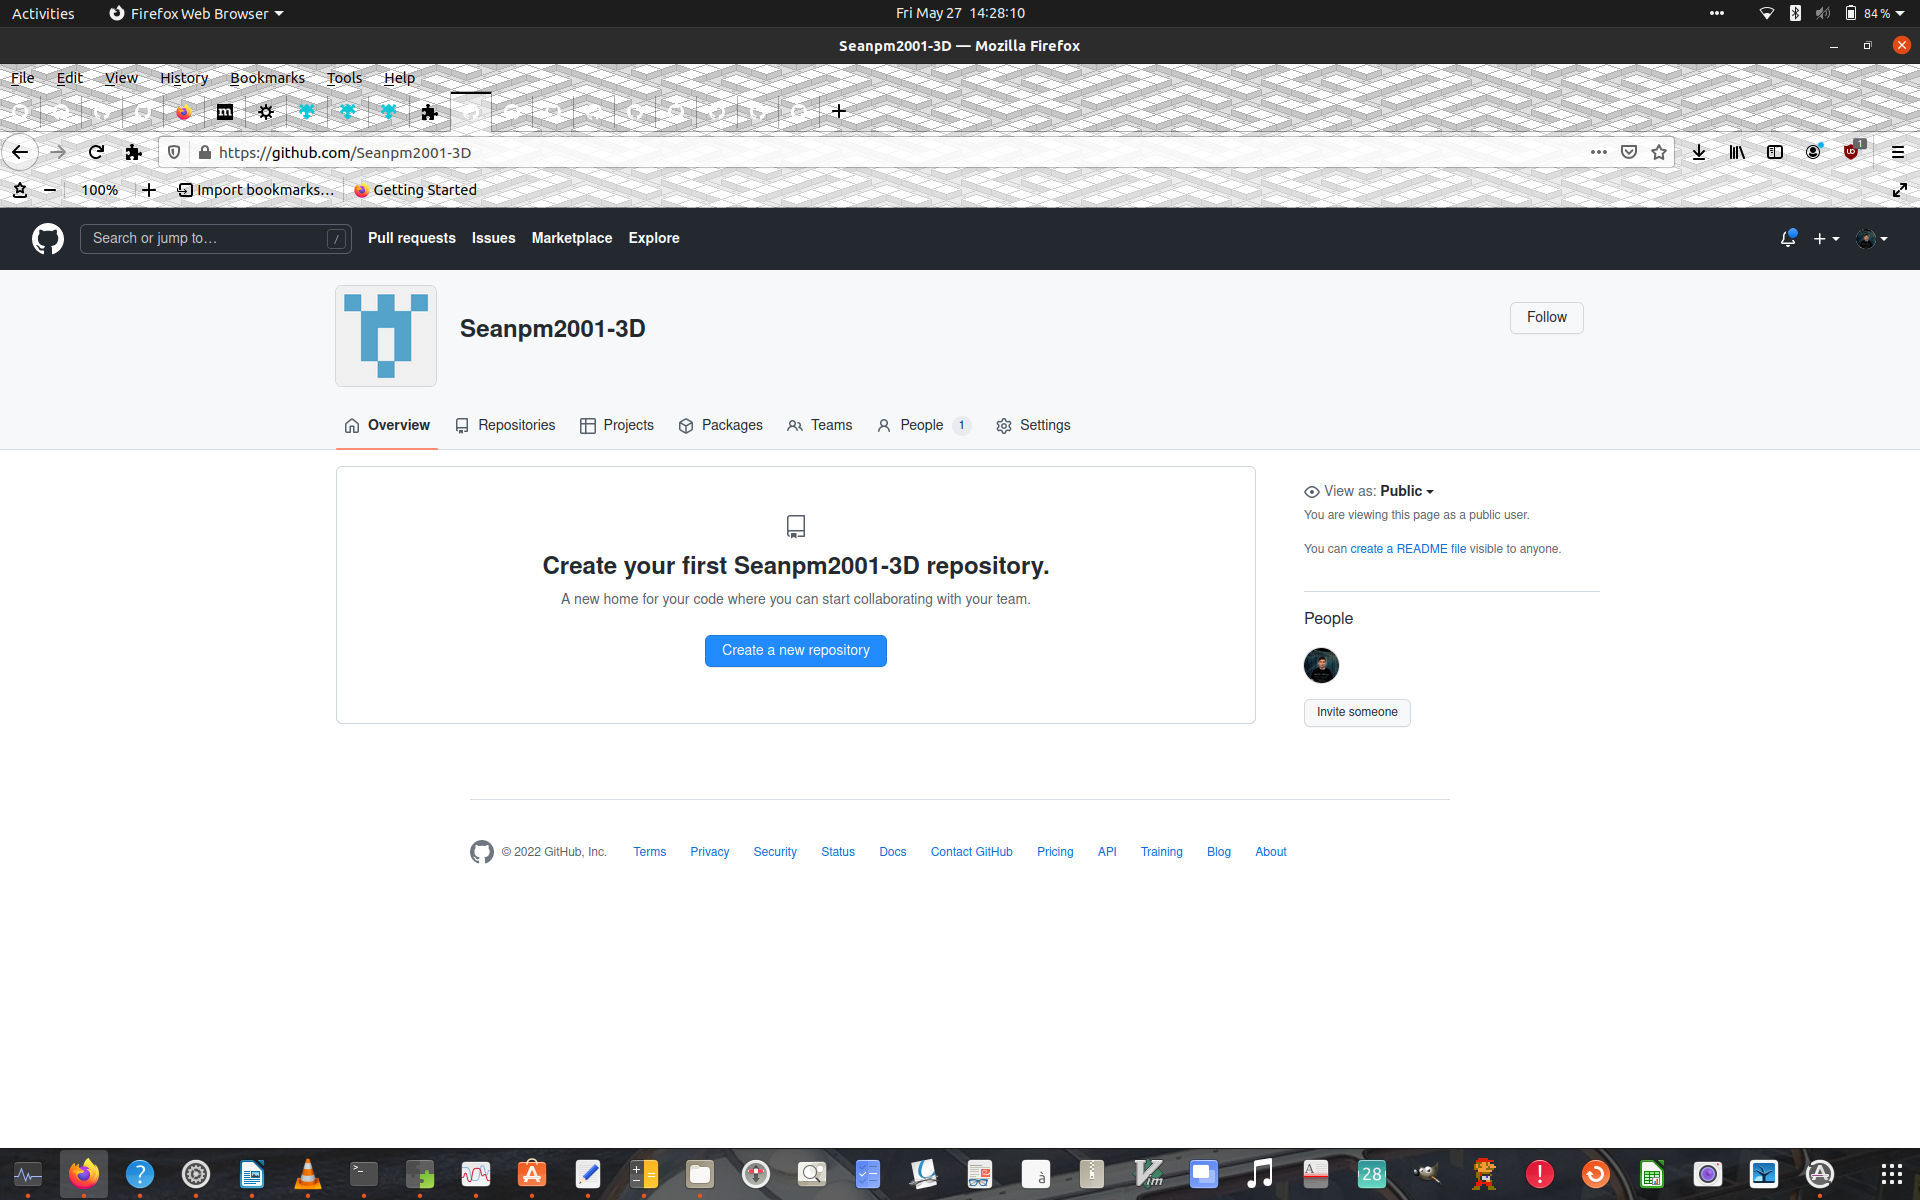 Activities Firefox Web Browser Fri May 27 14:28:10 84%
Seanpm2001-3D — Mozilla Firefox
File Edit View History Bookmarks Tools Help
https://github.com/Seanpm2001-3D 1
100% Import bookmarks… Getting Started
Search or jump to… / Pull requests Issues Marketplace Explore
Seanpm2001-3D
Follow
Overview Repositories Projects Packages Teams People 1 Settings
Create your first Seanpm2001-3D repository.
A new home for your code where you can start collaborating with your team.
Create a new repository
View as: Public
You are viewing this page as a public user.
You can create a README file visible to anyone.
People
Invite someone
© 2022 GitHub, Inc. Terms Privacy Security Status Docs Contact GitHub Pricing API Training Blog About
28